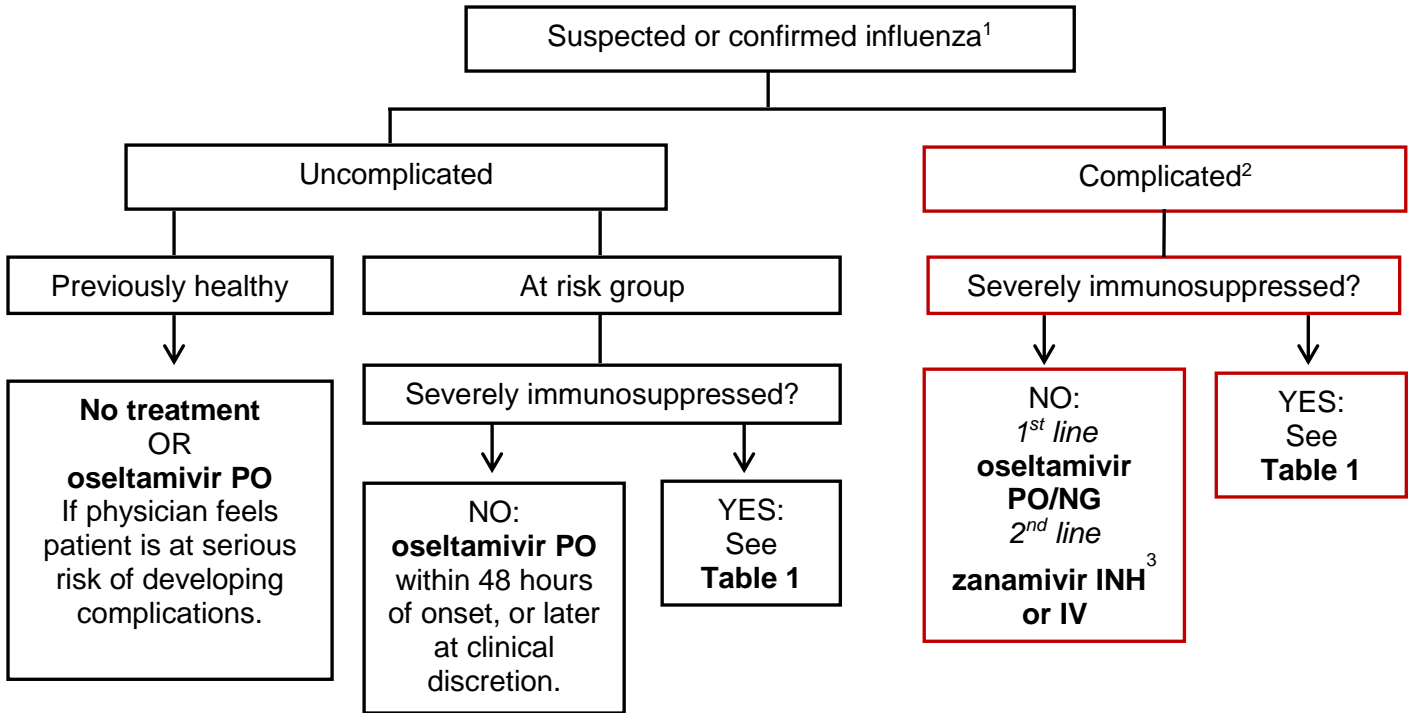 Suspected or confirmed influenza1
Uncomplicated
Complicated2
Previously healthy
At risk group
Severely immunosuppressed?
No treatment
OR
oseltamivir PO
If physician feels
patient is at serious
risk of developing
complications.
Severely immunosuppressed?
NO:
oseltamivir PO
within 48 hours
of onset, or later
at clinical
discretion.
YES:
See
Table 1
NO:
1st line
oseltamivir
PO/NG
2nd line
zanamivir INH3
or IV
YES:
See
Table 1